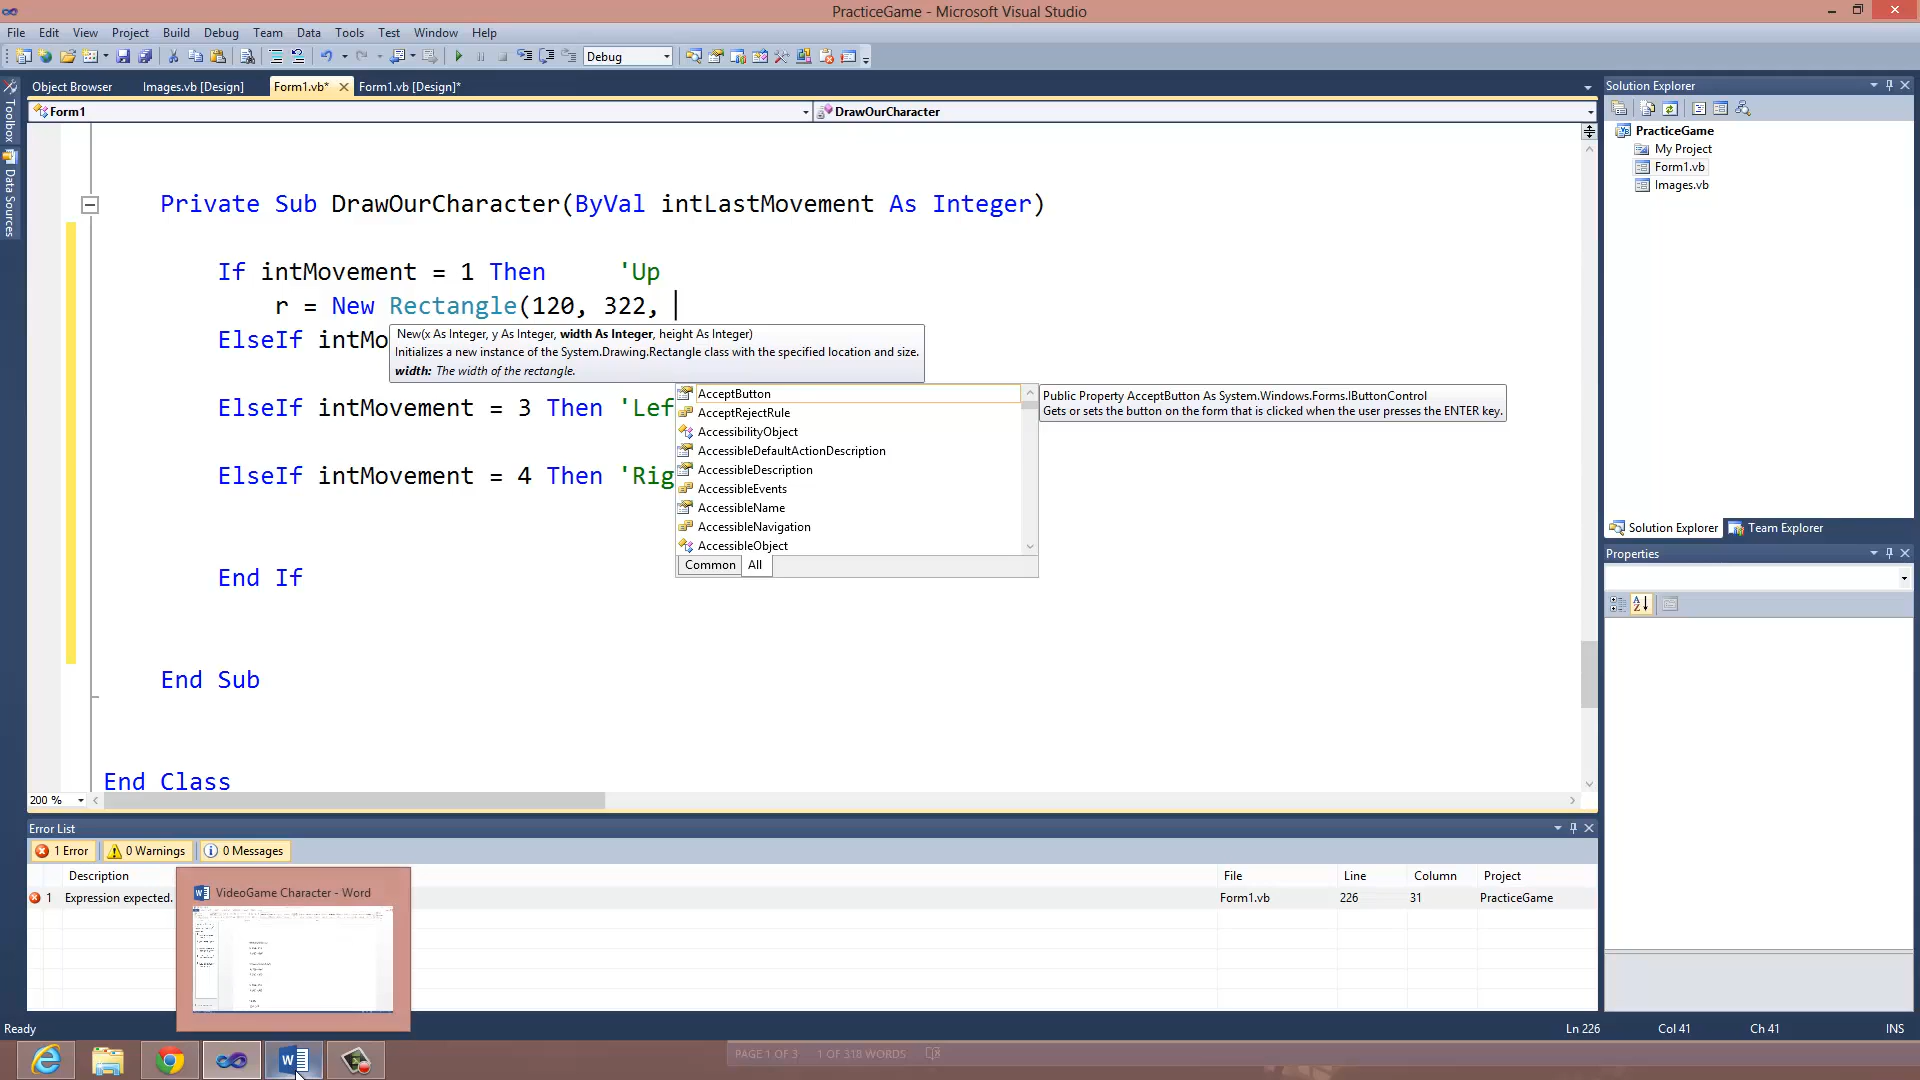 PracticeGame - Microsoft Visual Studio
File Edit View Project Build Debug Team Data Tools Test Window Help
Debug
Object Browser Images.vb [Design] Form1.vb* Form1.vb [Design]*
Form1 DrawOurCharacter
Toolbox
Data Sources
Private Sub DrawOurCharacter(ByVal intLastMovement As Integer)
If intMovement = 1 Then 'Up
r = New Rectangle(120, 322,
ElseIf intMo
New(x As Integer, y As Integer, width As Integer, height As Integer)
Initializes a new instance of the System.Drawing.Rectangle class with the specified location and size.
width: The width of the rectangle.
ElseIf intMovement = 3 Then 'Lef
ElseIf intMovement = 4 Then 'Rig
AcceptButton
AcceptRejectRule
AccessibilityObject
AccessibleDefaultActionDescription
AccessibleDescription
AccessibleEvents
AccessibleName
AccessibleNavigation
AccessibleObject
Common All
Public Property AcceptButton As System.Windows.Forms.IButtonControl
Gets or sets the button on the form that is clicked when the user presses the ENTER key.
End If
End Sub
End Class
200 %
Solution Explorer
PracticeGame
My Project
Form1.vb
Images.vb
Solution Explorer Team Explorer
Properties
Error List
1 Error 0 Warnings 0 Messages
Description File Line Column Project
1 Expression expected. Form1.vb 226 31 PracticeGame
VideoGame Character - Word
Ready Ln 226 Col 41 Ch 41 INS
PAGE 1 OF 3 1 OF 318 WORDS